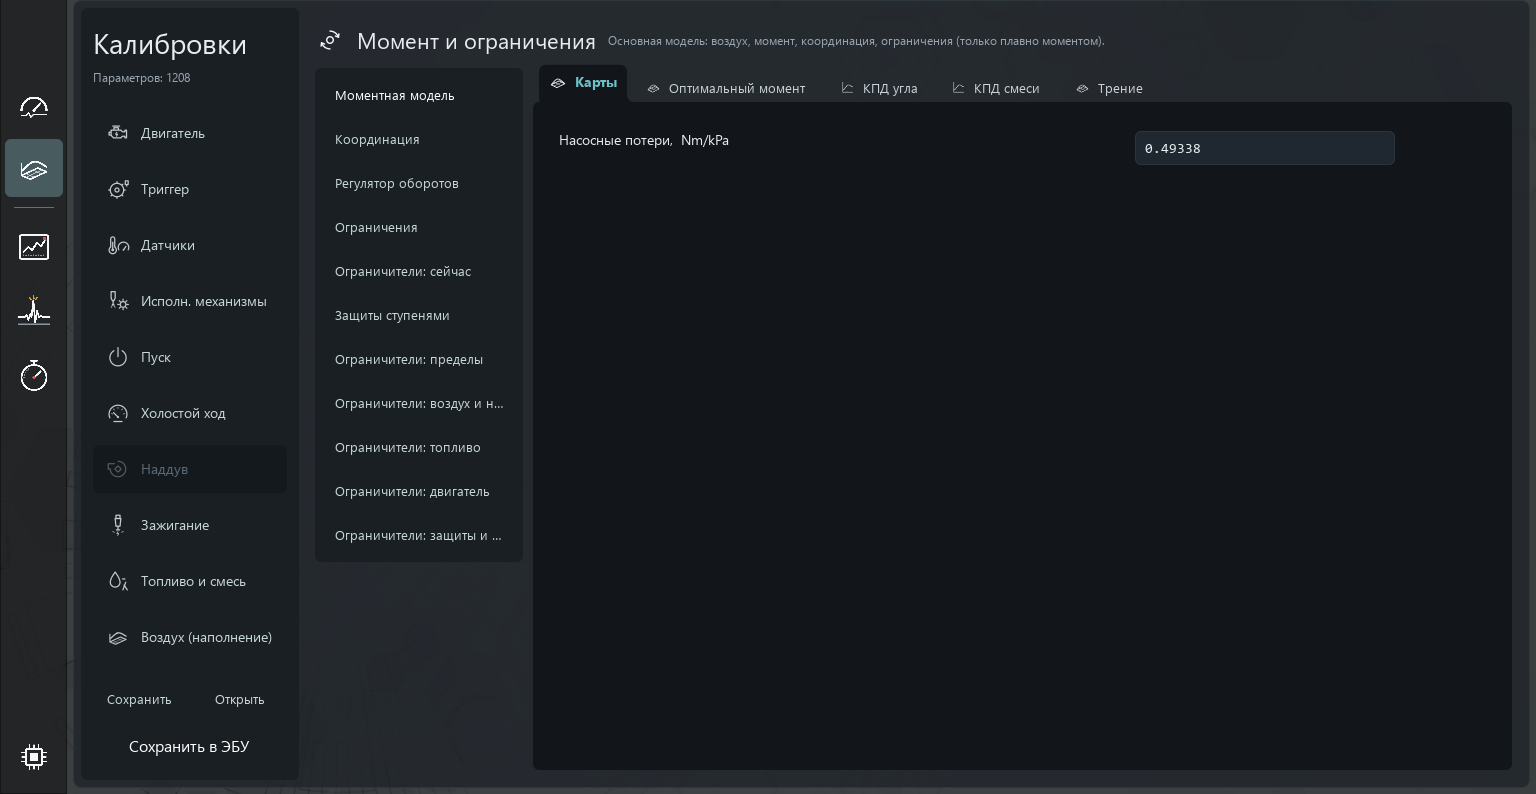 Калибровки
Параметров: 1208
Двигатель
Триггер
Датчики
Исполн. механизмы
Пуск
Холостой ход
Наддув
Зажигание
Топливо и смесь
Воздух (наполнение)
Сохранить
Открыть
Сохранить в ЭБУ
Момент и ограничения
Основная модель: воздух, момент, координация, ограничения (только плавно моментом).
Моментная модель
Координация
Регулятор оборотов
Ограничения
Ограничители: сейчас
Защиты ступенями
Ограничители: пределы
Ограничители: воздух и н...
Ограничители: топливо
Ограничители: двигатель
Ограничители: защиты и ...
Карты
Оптимальный момент
КПД угла
КПД смеси
Трение
Насосные потери, Nm/kPa
0.49338